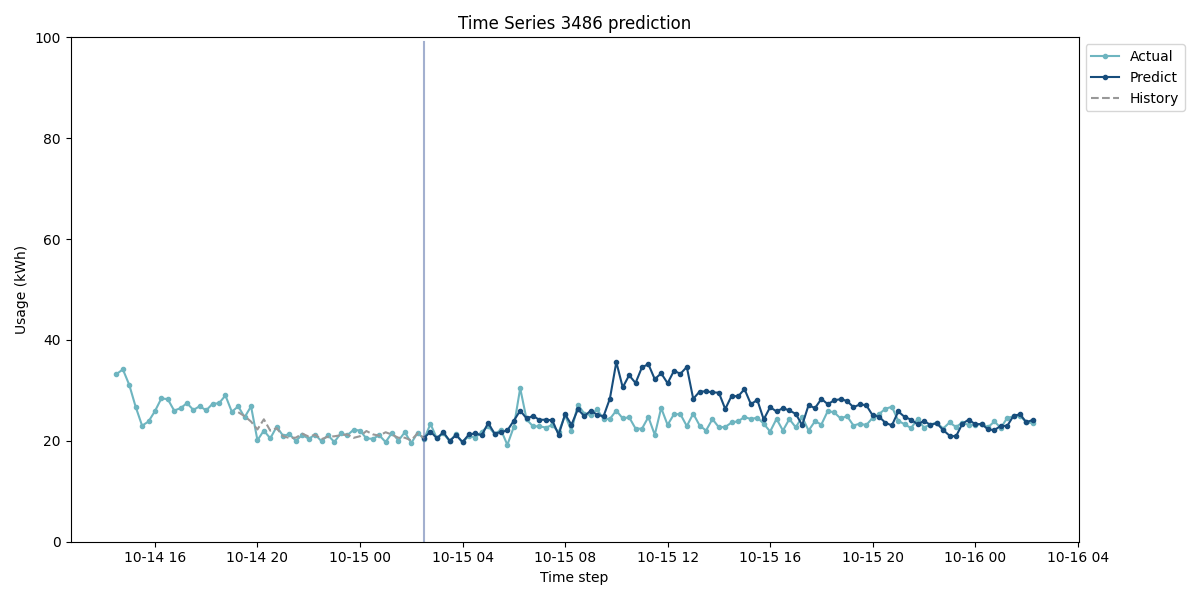 Time Series 3486 prediction
100
80
60
40
20
0
Usage (kWh)
10-14 16
10-14 20
10-15 00
10-15 04
10-15 08
10-15 12
10-15 16
10-15 20
10-16 00
10-16 04
Time step
Actual
Predict
History